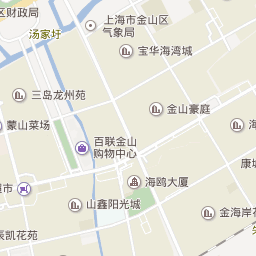 区财政局
汤家圩
上海市金山区
气象局
宝华海湾城
三岛龙州苑
金山豪庭
蒙山菜场
百联金山
购物中心
海鸥大厦
康城
超市
山鑫阳光城
金海岸花
辰凯花苑